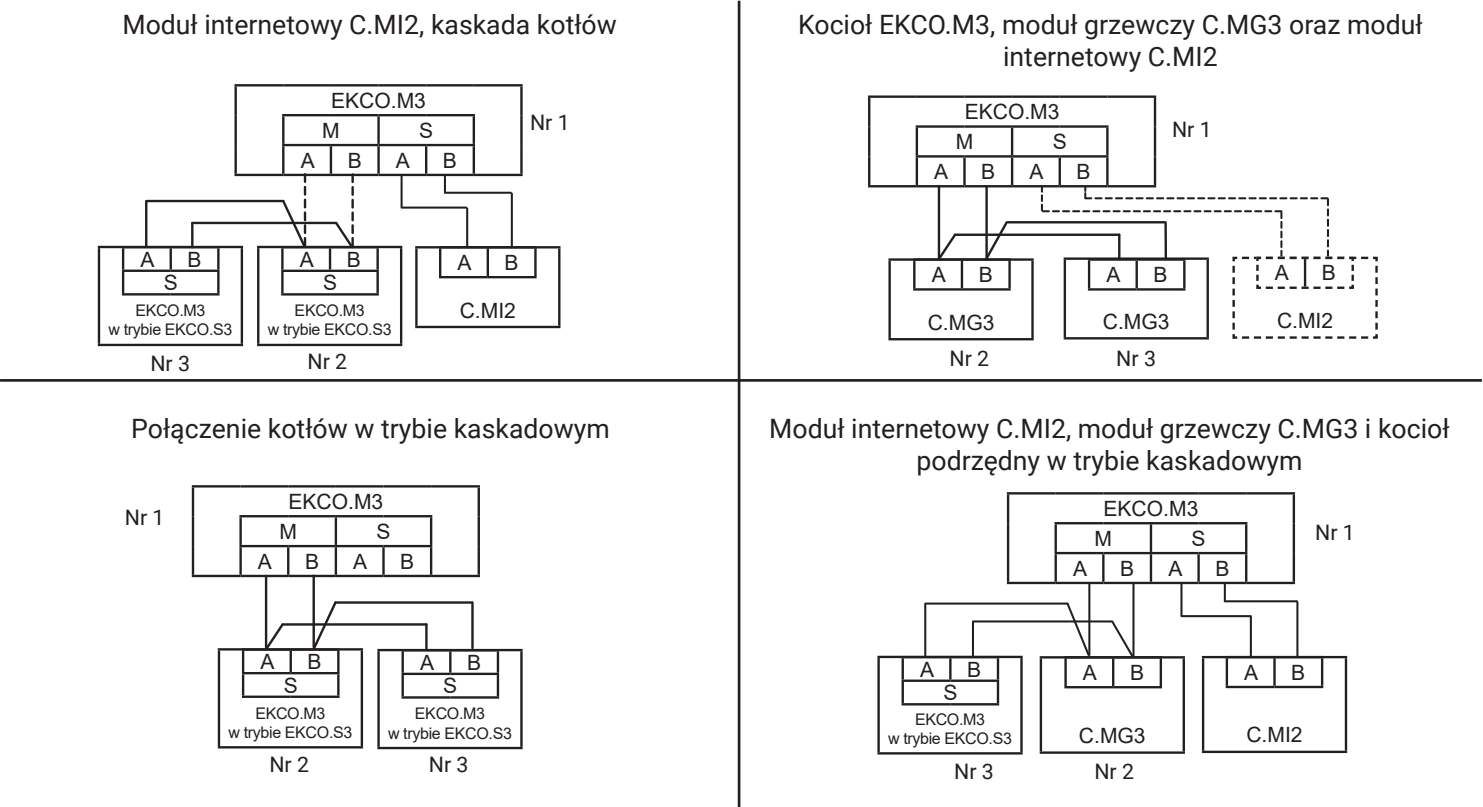 Moduł internetowy C.MI2, kaskada kotłów
EKCO.M3
Nr 1
M S
A B A B
A B
S
EKCO.M3
w trybie EKCO.S3
Nr 3
A B
S
EKCO.M3
w trybie EKCO.S3
Nr 2
A B
C.MI2
Kocioł EKCO.M3, moduł grzewczy C.MG3 oraz moduł
internetowy C.MI2
EKCO.M3
Nr 1
M S
A B A B
A B
C.MG3
Nr 2
A B
C.MG3
Nr 3
A B
C.MI2
Połączenie kotłów w trybie kaskadowym
Nr 1
EKCO.M3
M S
A B A B
A B
S
EKCO.M3
w trybie EKCO.S3
Nr 2
A B
S
EKCO.M3
w trybie EKCO.S3
Nr 3
Moduł internetowy C.MI2, moduł grzewczy C.MG3 i kocioł
podrzędny w trybie kaskadowym
EKCO.M3
Nr 1
M S
A B A B
A B
S
EKCO.M3
w trybie EKCO.S3
Nr 3
A B
C.MG3
Nr 2
A B
C.MI2